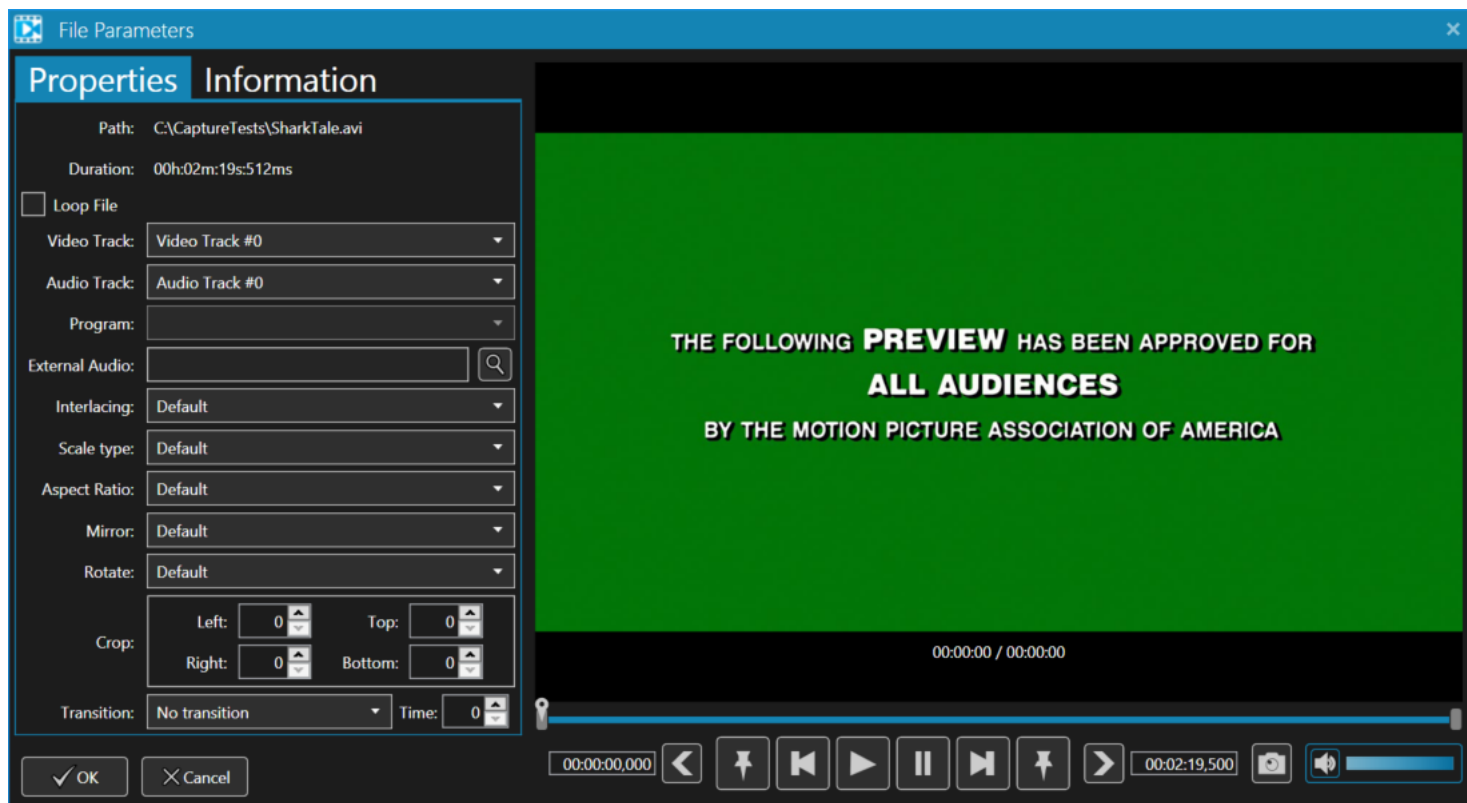 File Parameters
Properties Information
Path: C:\CaptureTests\SharkTale.avi
Duration: 00h:02m:19s:512ms
Loop File
Video Track: Video Track #0
Audio Track: Audio Track #0
Program:
External Audio:
Interlacing: Default
Scale type: Default
Aspect Ratio: Default
Mirror: Default
Rotate: Default
Crop:
Left: 0 Top: 0
Right: 0 Bottom: 0
Transition: No transition Time: 0
OK Cancel
THE FOLLOWING PREVIEW HAS BEEN APPROVED FOR
ALL AUDIENCES
BY THE MOTION PICTURE ASSOCIATION OF AMERICA
00:00:00 / 00:00:00
00:00:00,000 00:02:19,500